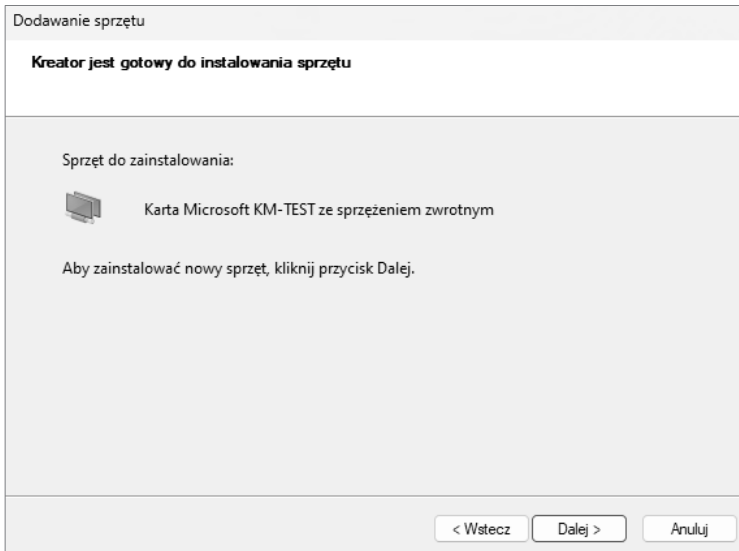 Dodawanie sprzętu
Kreator jest gotowy do instalowania sprzętu
Sprzęt do zainstalowania:
Karta Microsoft KM-TEST ze sprzężeniem zwrotnym
Aby zainstalować nowy sprzęt, kliknij przycisk Dalej.
< Wstecz Dalej > Anuluj